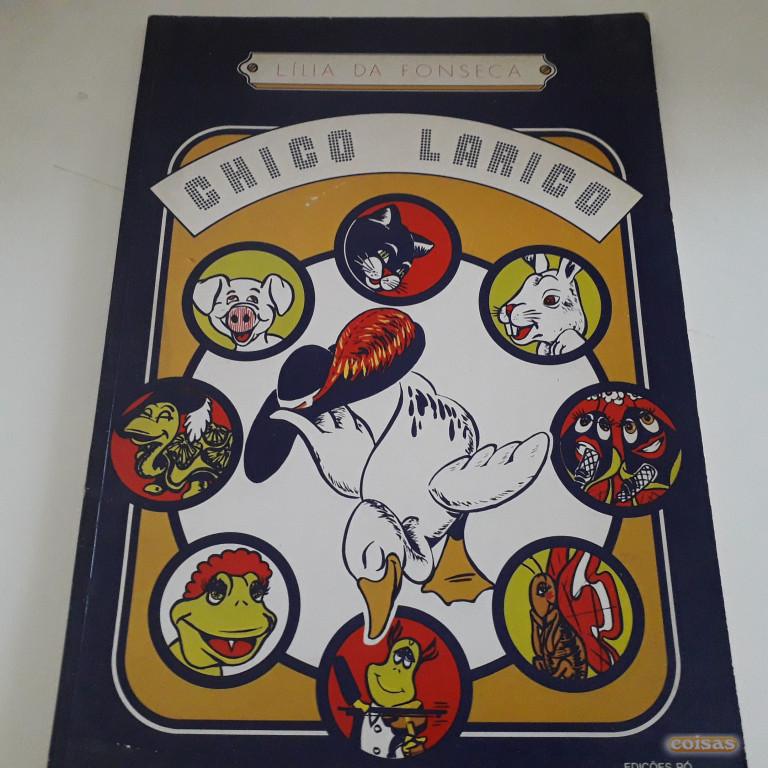 LÍLIA DA FONSECA
CHICO LARICO
coisas
EDIÇÕES RÓ